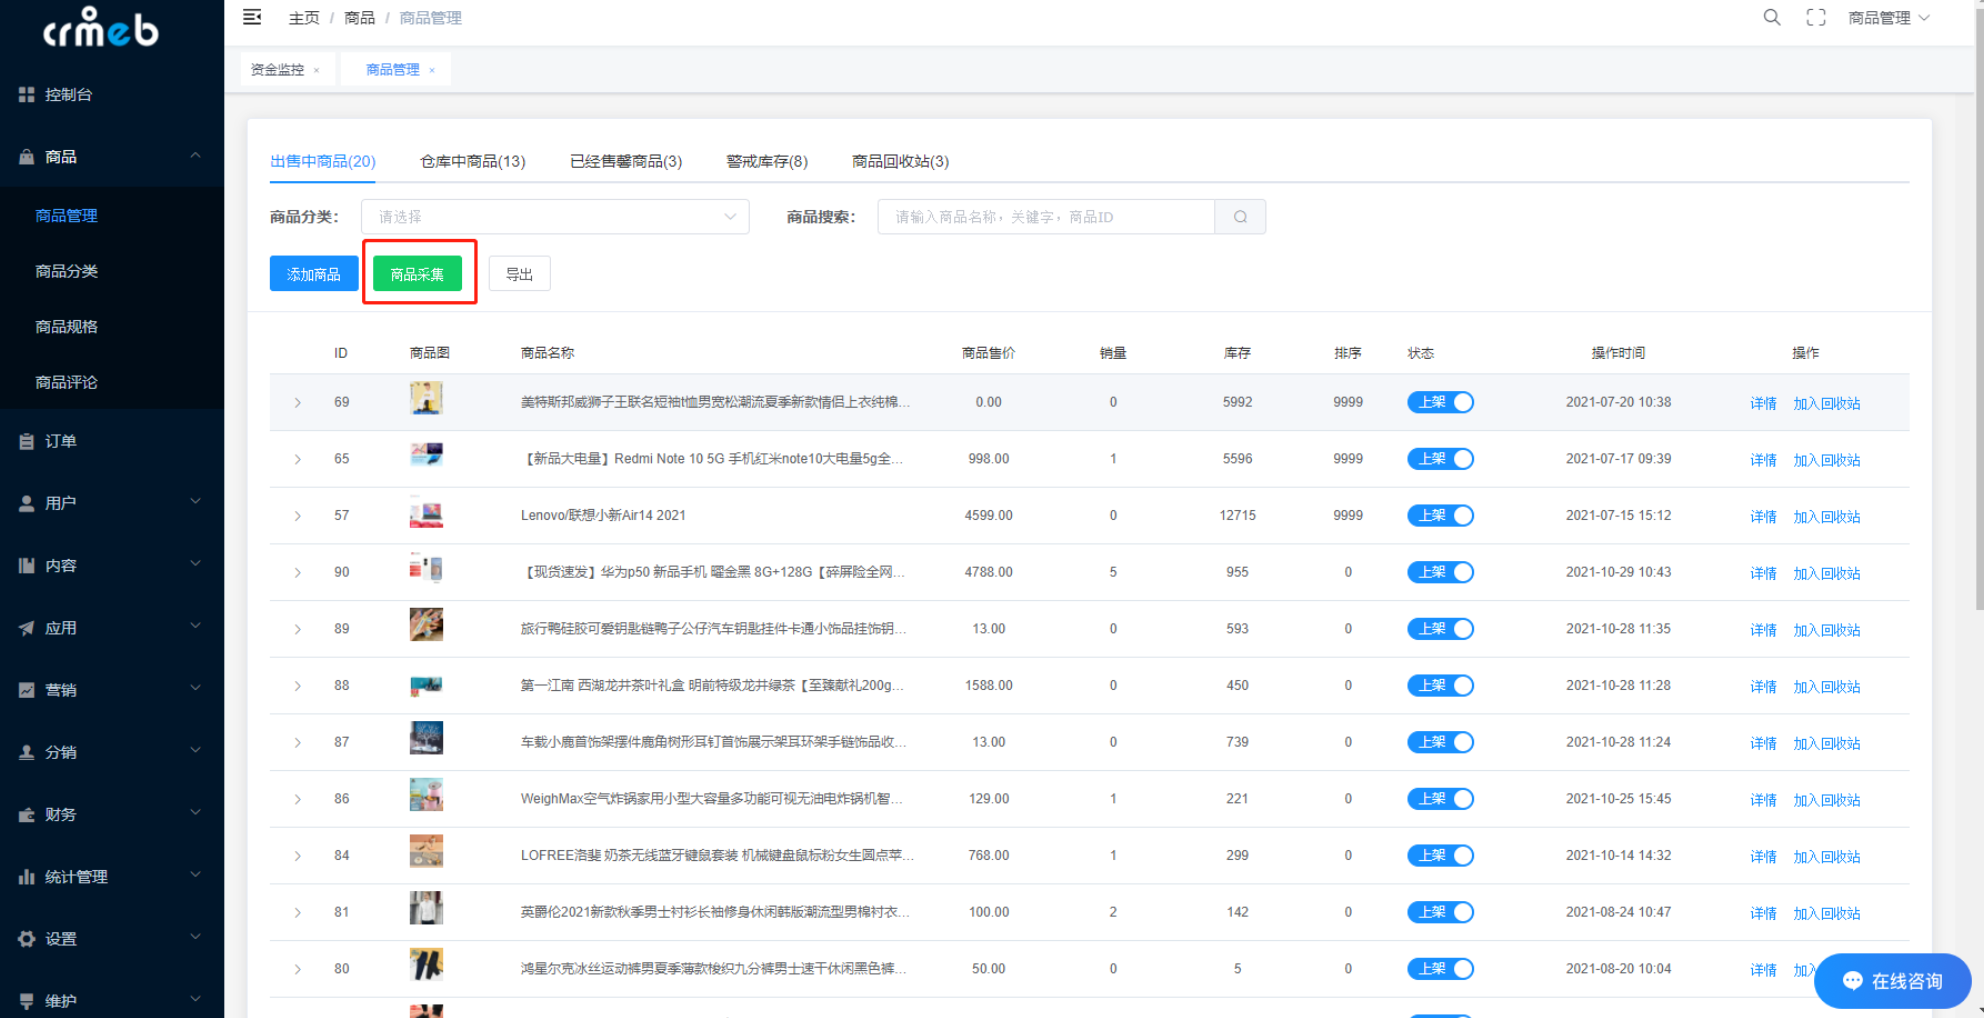 crmeb
主页 / 商品 / 商品管理
商品管理
资金监控 ×
商品管理 ×
控制台
商品
商品管理
商品分类
商品规格
商品评论
订单
用户
内容
应用
营销
分销
财务
统计管理
设置
维护
出售中商品(20) 仓库中商品(13) 已经售馨商品(3) 警戒库存(8) 商品回收站(3)
商品分类： 请选择 商品搜索： 请输入商品名称，关键字，商品ID
添加商品 商品采集 导出
ID 商品图 商品名称 商品售价 销量 库存 排序 状态 操作时间 操作
69 美特斯邦威狮子王联名短袖t恤男宽松潮流夏季新款情侣上衣纯棉... 0.00 0 5992 9999 上架 2021-07-20 10:38 详情 加入回收站
65 【新品大电量】Redmi Note 10 5G 手机红米note10大电量5g全... 998.00 1 5596 9999 上架 2021-07-17 09:39 详情 加入回收站
57 Lenovo/联想小新Air14 2021 4599.00 0 12715 9999 上架 2021-07-15 15:12 详情 加入回收站
90 【现货速发】华为p50 新品手机 曜金黑 8G+128G【碎屏险全网... 4788.00 5 955 0 上架 2021-10-29 10:43 详情 加入回收站
89 旅行鸭硅胶可爱钥匙链鸭子公仔汽车钥匙挂件卡通小饰品挂饰钥... 13.00 0 593 0 上架 2021-10-28 11:35 详情 加入回收站
88 第一江南 西湖龙井茶叶礼盒 明前特级龙井绿茶【至臻献礼200g... 1588.00 0 450 0 上架 2021-10-28 11:28 详情 加入回收站
87 车载小鹿首饰架摆件鹿角树形耳钉首饰展示架耳环架手链饰品收... 13.00 0 739 0 上架 2021-10-28 11:24 详情 加入回收站
86 WeighMax空气炸锅家用小型大容量多功能可视无油电炸锅机智... 129.00 1 221 0 上架 2021-10-25 15:45 详情 加入回收站
84 LOFREE洛斐 奶茶无线蓝牙键鼠套装 机械键盘鼠标粉女生圆点苹... 768.00 1 299 0 上架 2021-10-14 14:32 详情 加入回收站
81 英爵伦2021新款秋季男士衬衫长袖修身休闲韩版潮流型男棉衬衣... 100.00 2 142 0 上架 2021-08-24 10:47 详情 加入回收站
80 鸿星尔克冰丝运动裤男夏季薄款梭织九分裤男士速干休闲黑色裤... 50.00 0 5 0 上架 2021-08-20 10:04 详情 加入
在线咨询